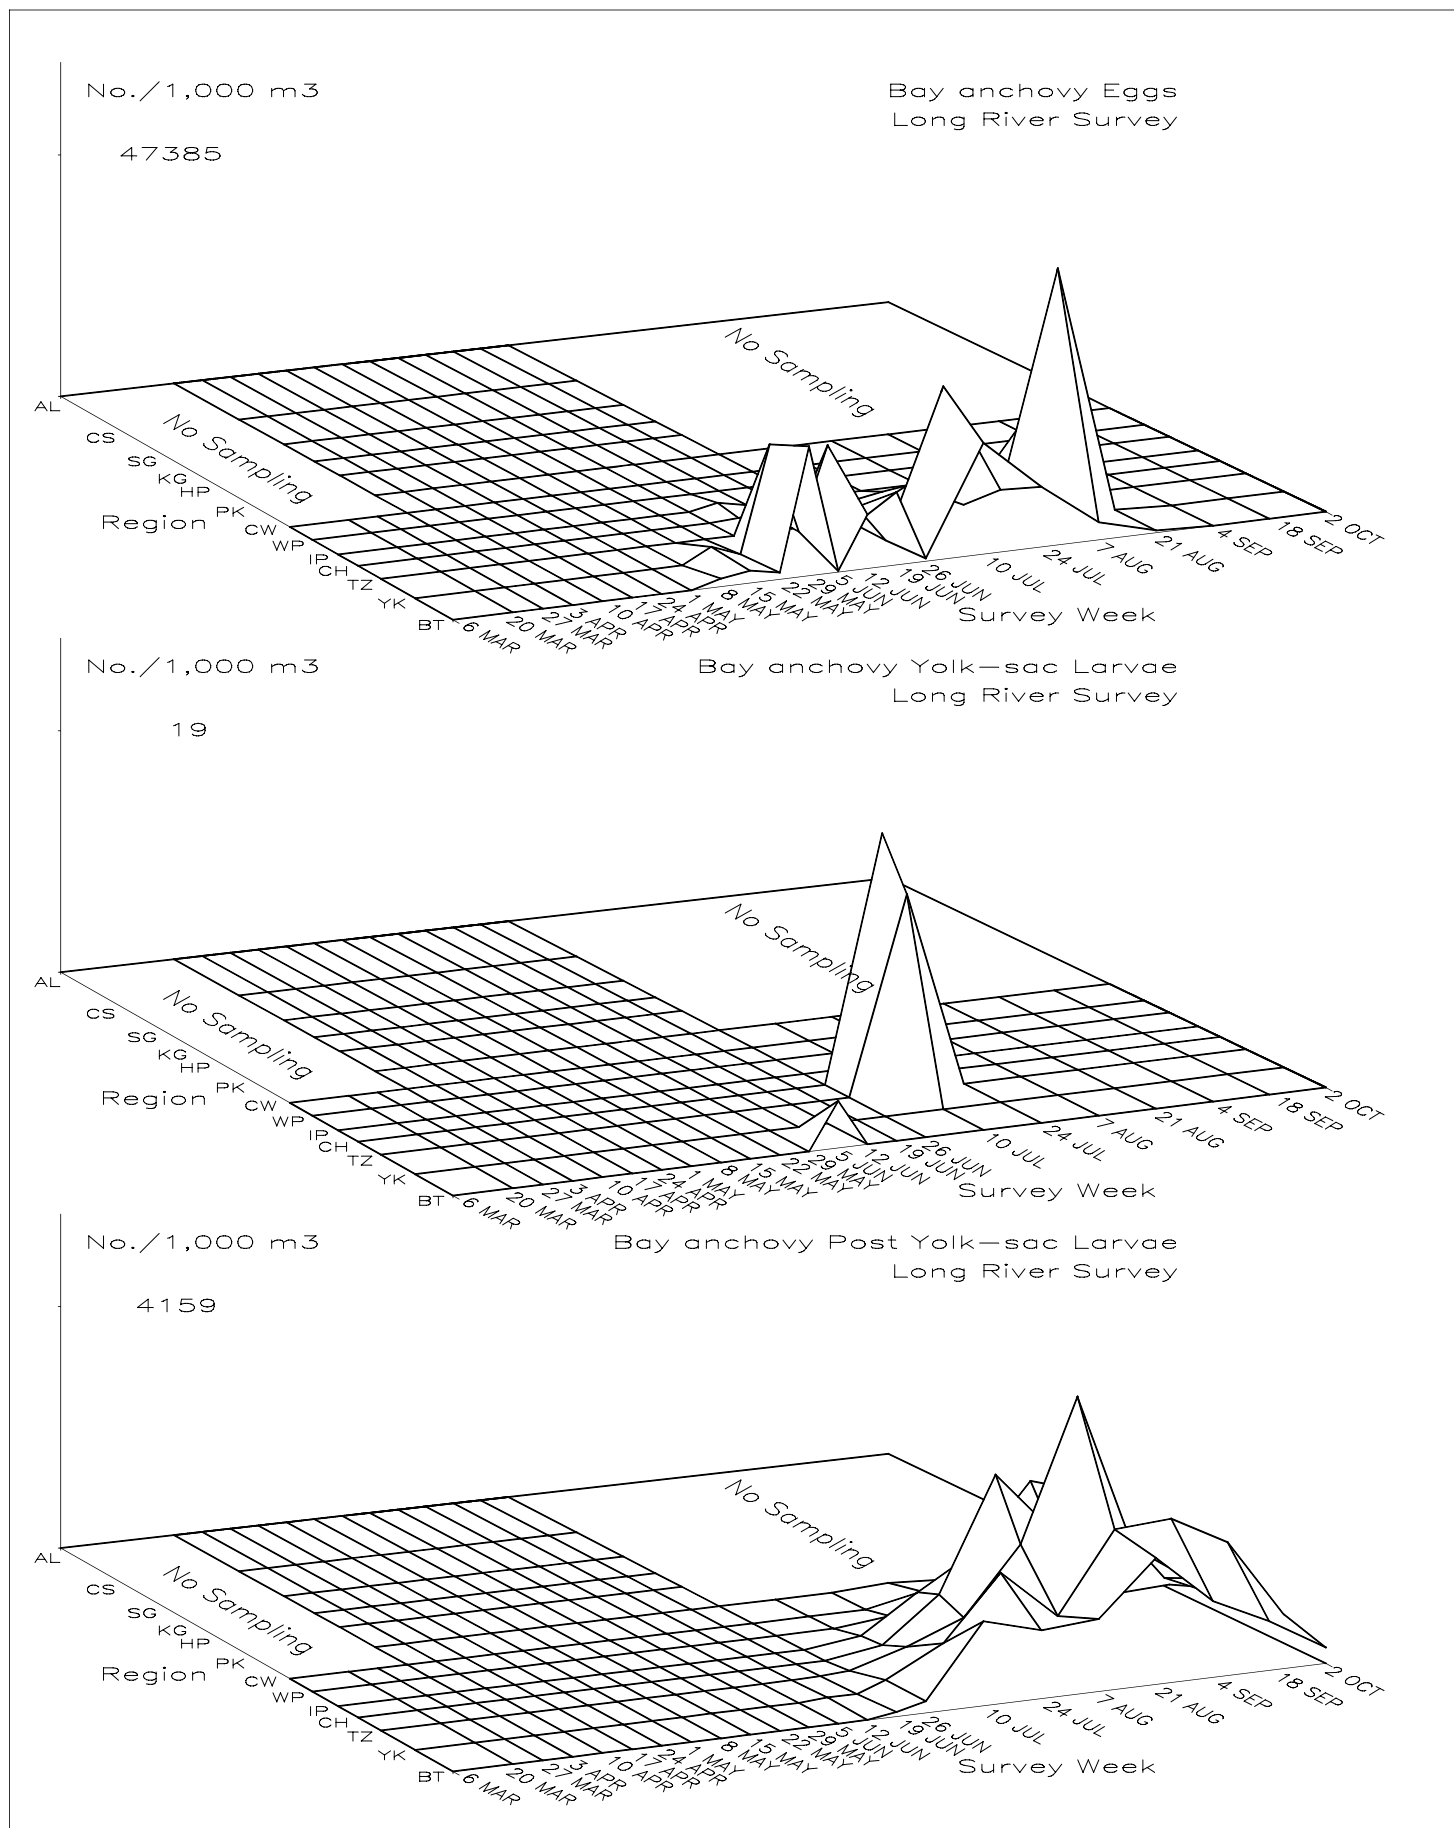 No./1,000 m3
Bay anchovy Eggs
Long River Survey
47385
No Sampling
AL
CS
SG
KG
HP
PK
CW
WP
IP
CH
TZ
YK
BT
No Sampling
Region
6 MAR
20 MAR
27 MAR
3 APR
10 APR
17 APR
24 APR
1 MAY
8 MAY
15 MAY
22 MAY
29 MAY
5 JUN
12 JUN
19 JUN
26 JUN
10 JUL
24 JUL
7 AUG
21 AUG
4 SEP
18 SEP
2 OCT
Survey Week
No./1,000 m3
Bay anchovy Yolk-sac Larvae
Long River Survey
19
No Sampling
AL
CS
SG
KG
HP
PK
CW
WP
IP
CH
TZ
YK
BT
No Sampling
Region
6 MAR
20 MAR
27 MAR
3 APR
10 APR
17 APR
24 APR
1 MAY
8 MAY
15 MAY
22 MAY
29 MAY
5 JUN
12 JUN
19 JUN
26 JUN
10 JUL
24 JUL
7 AUG
21 AUG
4 SEP
18 SEP
2 OCT
Survey Week
No./1,000 m3
Bay anchovy Post Yolk-sac Larvae
Long River Survey
4159
No Sampling
AL
CS
SG
KG
HP
PK
CW
WP
IP
CH
TZ
YK
BT
No Sampling
Region
6 MAR
20 MAR
27 MAR
3 APR
10 APR
17 APR
24 APR
1 MAY
8 MAY
15 MAY
22 MAY
29 MAY
5 JUN
12 JUN
19 JUN
26 JUN
10 JUL
24 JUL
7 AUG
21 AUG
4 SEP
18 SEP
2 OCT
Survey Week